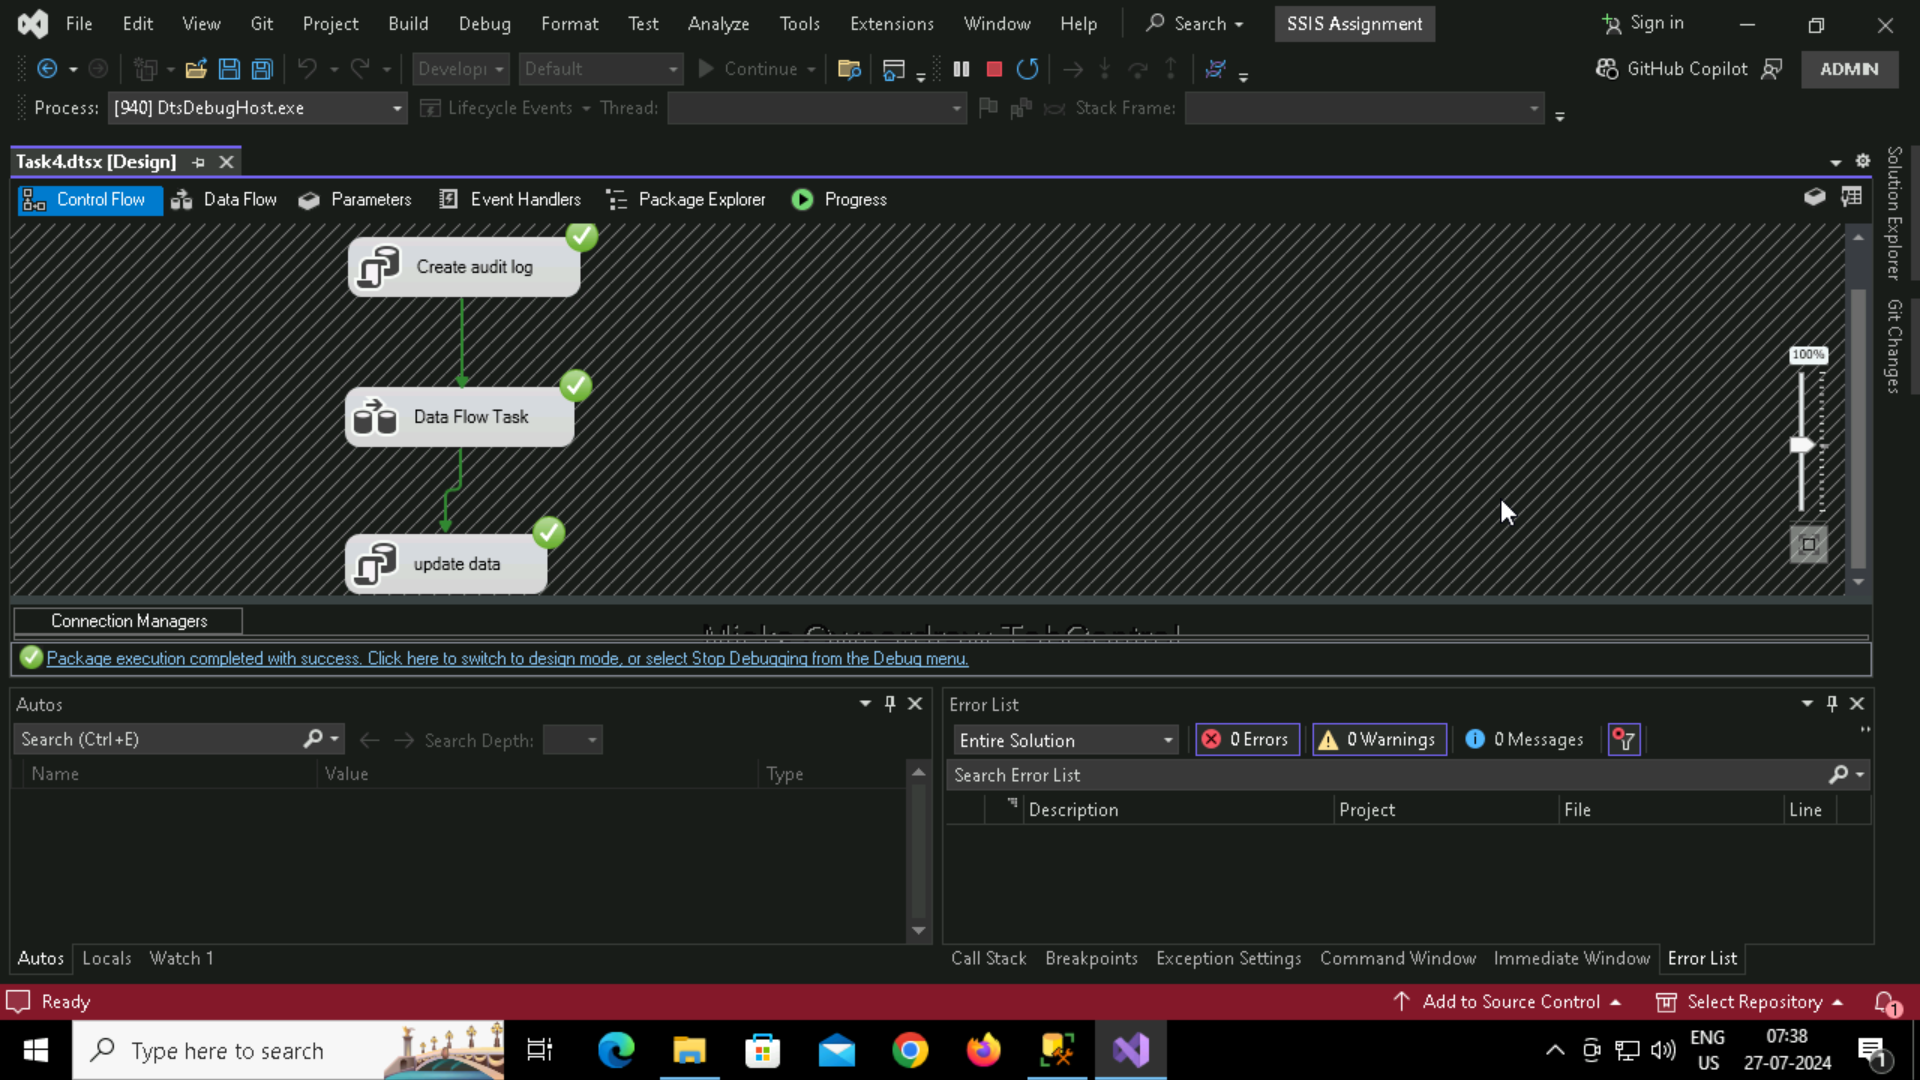 File Edit View Git Project Build Debug Format Test Analyze Tools Extensions Window Help Search SSIS Assignment Sign in
Developi Default Continue GitHub Copilot ADMIN
Process: [940] DtsDebugHost.exe Lifecycle Events Thread: Stack Frame:
Task4.dtsx [Design]
Control Flow Data Flow Parameters Event Handlers Package Explorer Progress
Solution Explorer
Git Changes
Create audit log
100%
Data Flow Task
update data
Connection Managers
Package execution completed with success. Click here to switch to design mode, or select Stop Debugging from the Debug menu.
Autos
Search (Ctrl+E) Search Depth:
Name Value Type
Autos Locals Watch 1
Error List
Entire Solution 0 Errors 0 Warnings 0 Messages
Search Error List
Description Project File Line
Call Stack Breakpoints Exception Settings Command Window Immediate Window Error List
Ready Add to Source Control Select Repository 1
Type here to search
ENG
US
07:38
27-07-2024
1